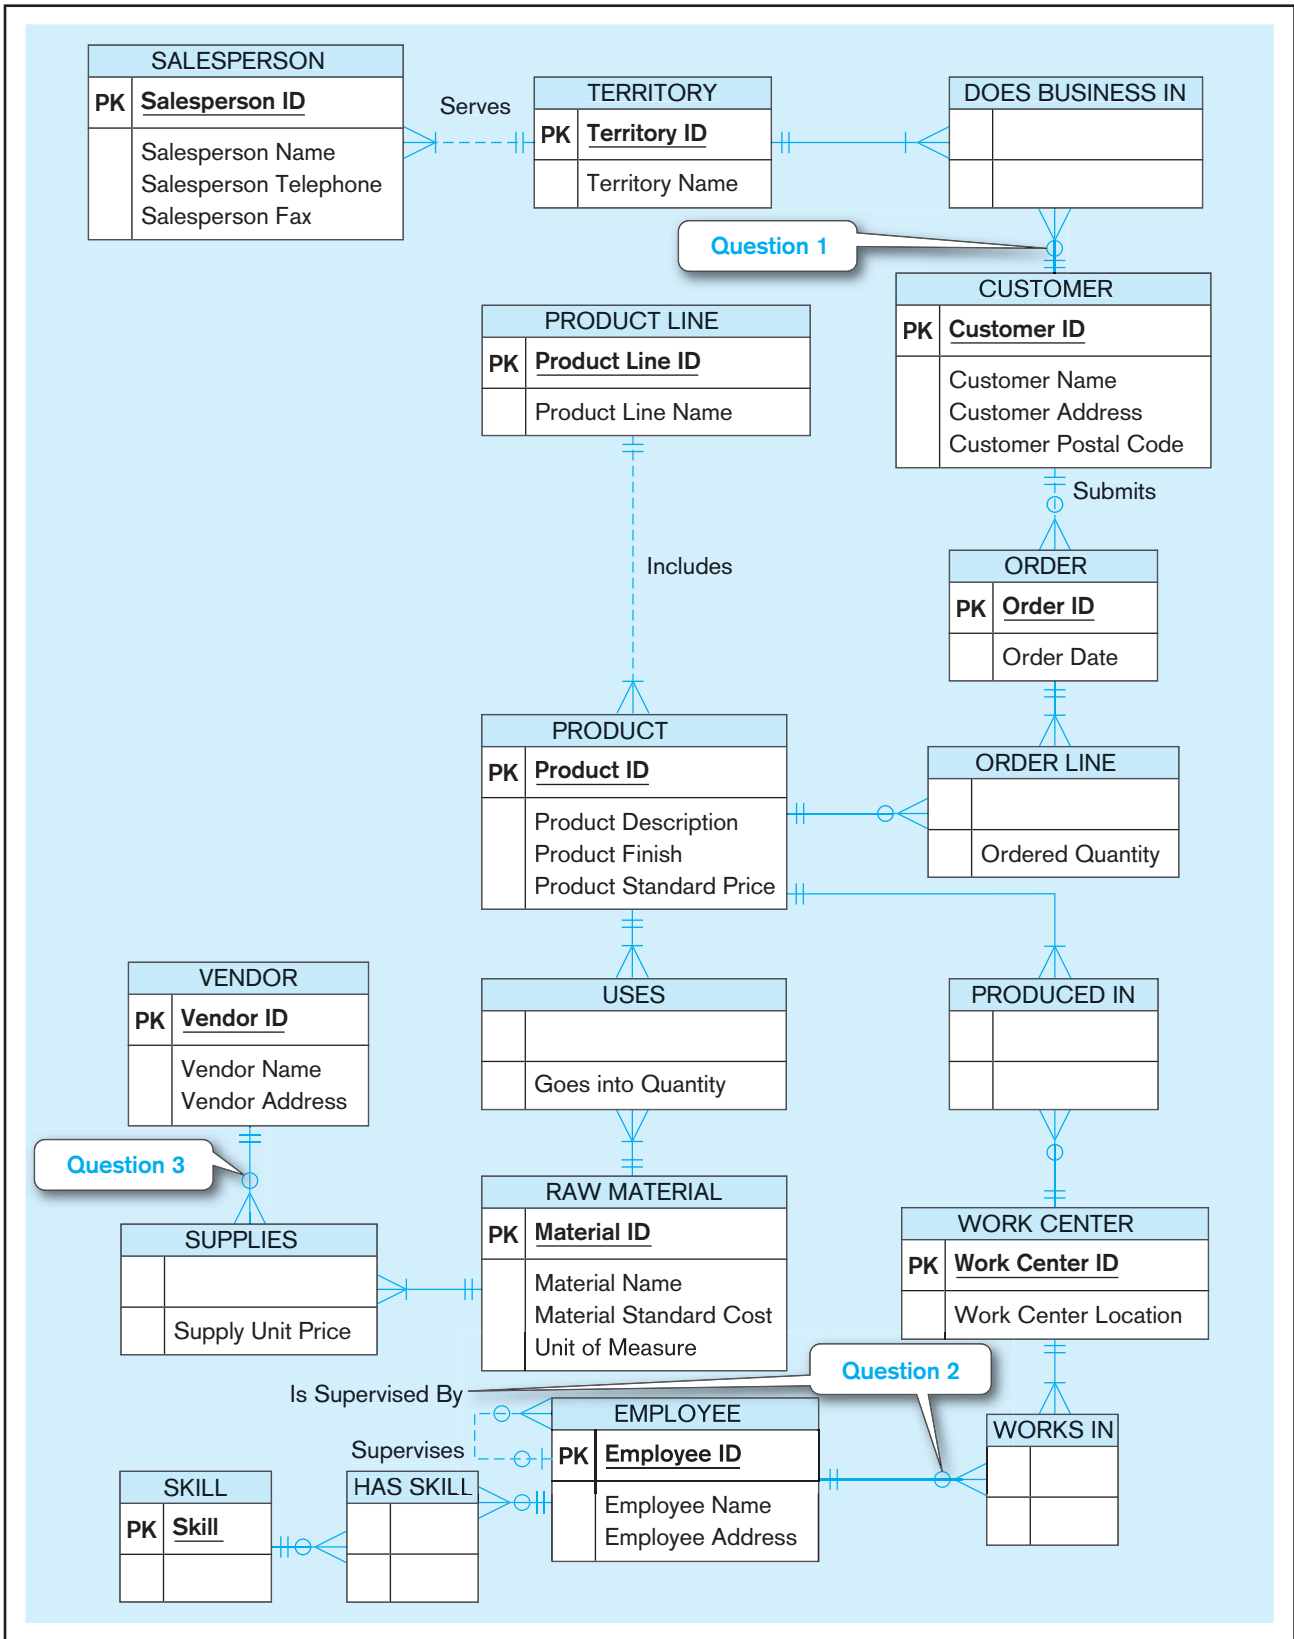 SALESPERSON
PK Salesperson ID
Salesperson Name
Salesperson Telephone
Salesperson Fax
Serves
TERRITORY
PK Territory ID
Territory Name
DOES BUSINESS IN
Question 1
CUSTOMER
PK Customer ID
Customer Name
Customer Address
Customer Postal Code
PRODUCT LINE
PK Product Line ID
Product Line Name
Submits
Includes
ORDER
PK Order ID
Order Date
PRODUCT
PK Product ID
Product Description
Product Finish
Product Standard Price
ORDER LINE
Ordered Quantity
VENDOR
PK Vendor ID
Vendor Name
Vendor Address
USES
Goes into Quantity
PRODUCED IN
Question 3
RAW MATERIAL
PK Material ID
Material Name
Material Standard Cost
Unit of Measure
SUPPLIES
Supply Unit Price
WORK CENTER
PK Work Center ID
Work Center Location
Question 2
Is Supervised By
Supervises
EMPLOYEE
PK Employee ID
Employee Name
Employee Address
WORKS IN
SKILL
PK Skill
HAS SKILL